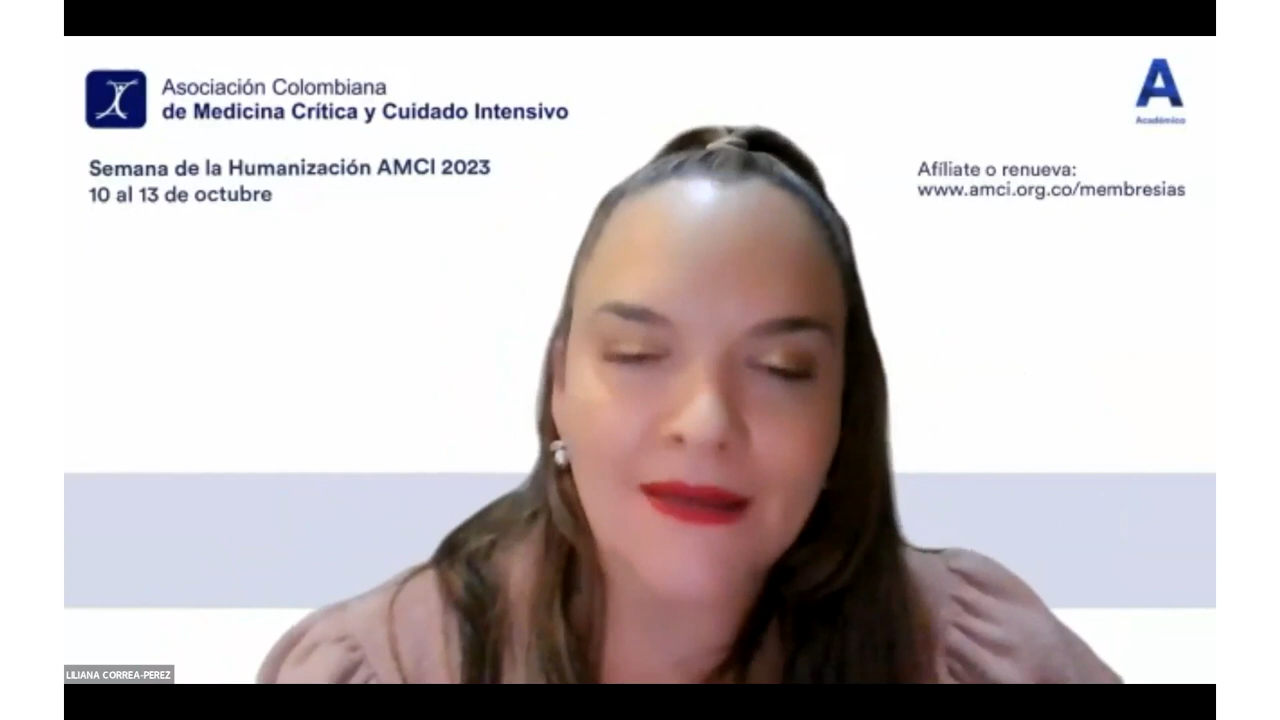 Asociación Colombiana
de Medicina Crítica y Cuidado Intensivo
A
Académico
Semana de la Humanización AMCI 2023
10 al 13 de octubre
Afíliate o renueva:
www.amci.org.co/membresias
LILIANA CORREA-PEREZ